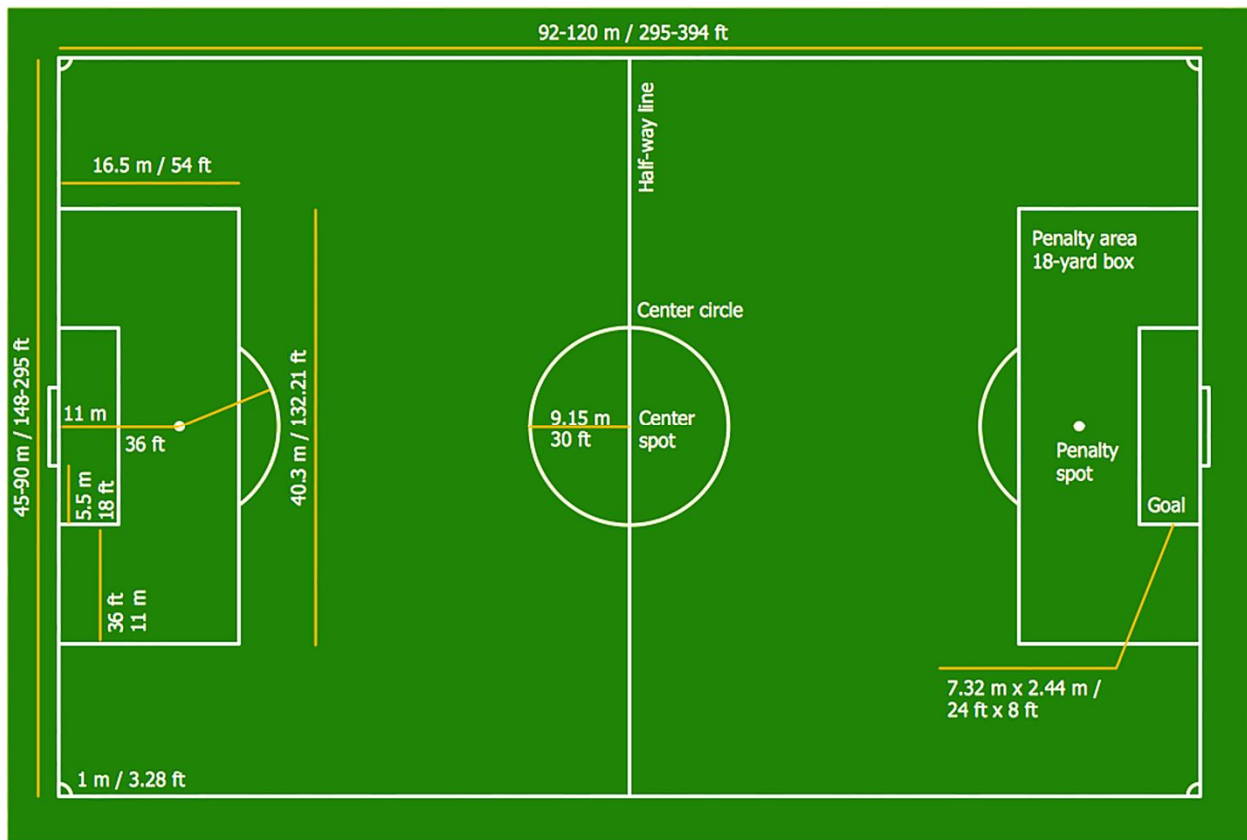 92-120 m / 295-394 ft
Half-way line
16.5 m / 54 ft
Penalty area
18-yard box
Center circle
45-90 m / 148-295 ft
40.3 m / 132.21 ft
11 m
36 ft
9.15 m
30 ft
Center
spot
Penalty
spot
5.5 m
18 ft
Goal
36 ft
11 m
7.32 m x 2.44 m /
24 ft x 8 ft
1 m / 3.28 ft